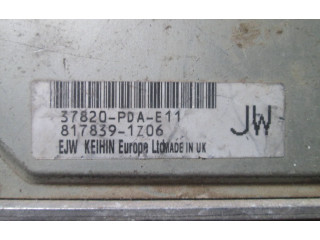 37820-PDA-E11
817839-1Z06 JW
EJW KEIHIN Europe Ltd MADE IN UK